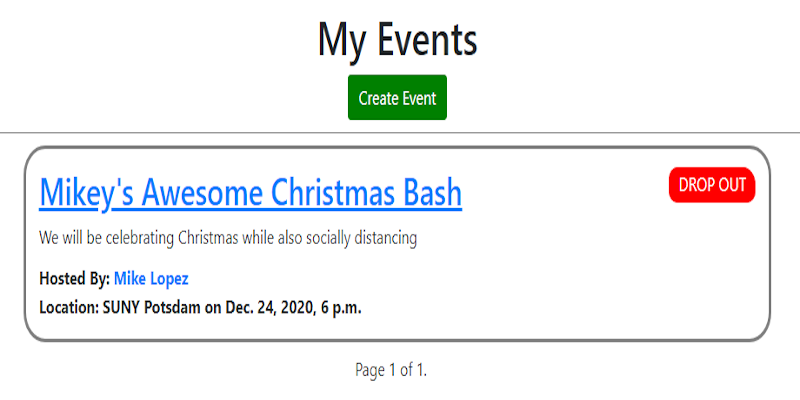 My Events
Create Event
Mikey's Awesome Christmas Bash
DROP OUT
We will be celebrating Christmas while also socially distancing
Hosted By: Mike Lopez
Location: SUNY Potsdam on Dec. 24, 2020, 6 p.m.
Page 1 of 1.